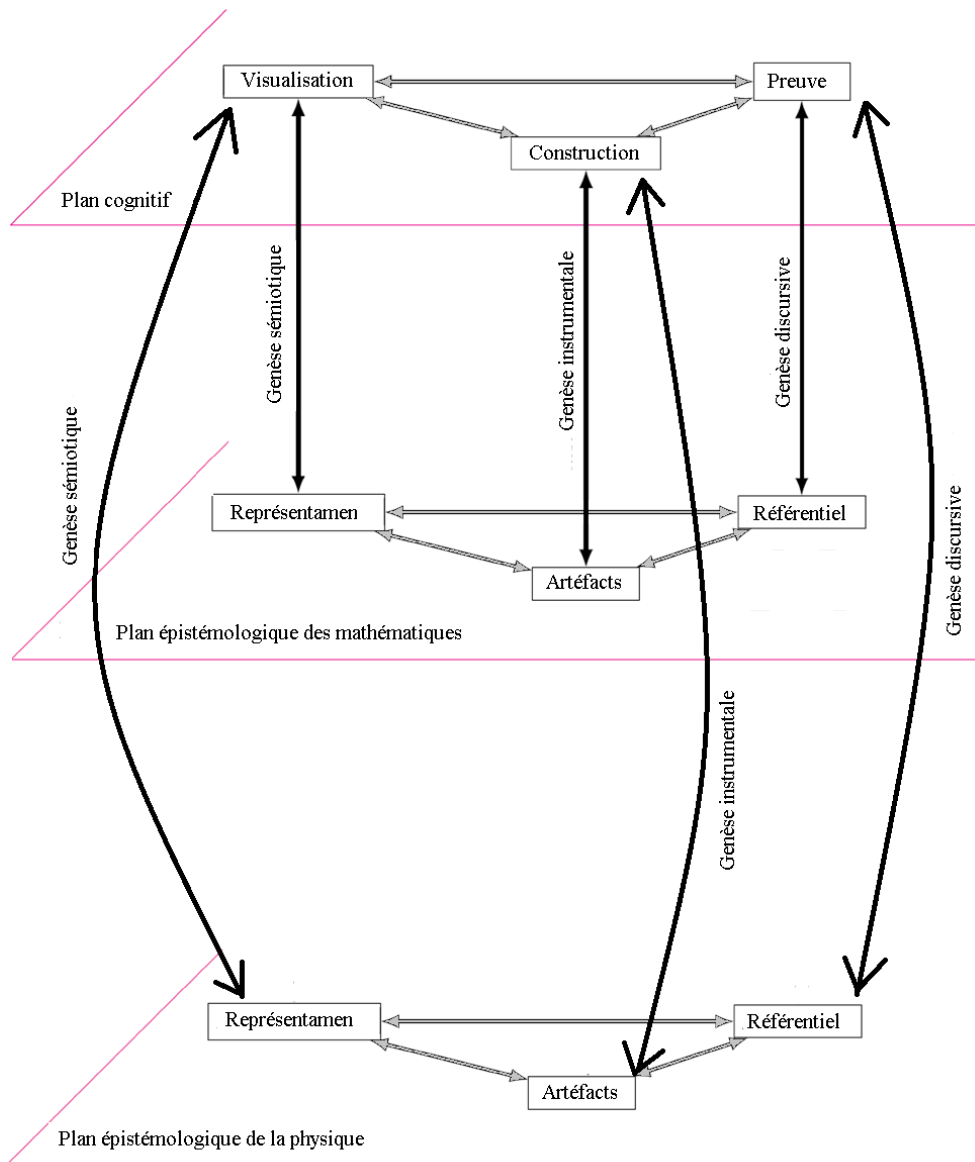 Visualisation
Preuve
Construction
Plan cognitif
Genèse sémiotique
Genèse instrumentale
Genèse discursive
Genèse sémiotique
Genèse discursive
Représentamen
Référentiel
Artéfacts
Plan épistémologique des mathématiques
Genèse instrumentale
Représentamen
Référentiel
Artéfacts
Plan épistémologique de la physique